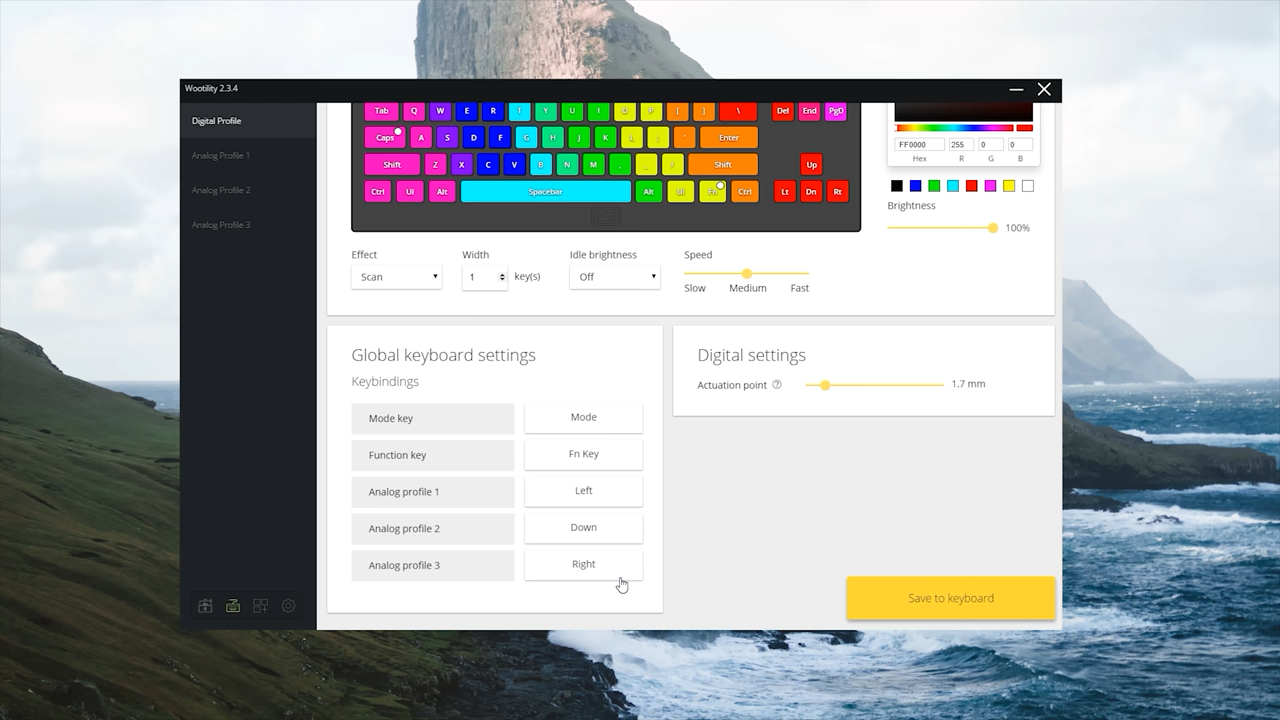 Wootility 2.3.4
Digital Profile
Analog Profile 1
Analog Profile 2
Analog Profile 3
Tab Q W E R T Y U I O P [ ] \ Del End PgD
Caps A S D F G H J K L ; ' Enter
Shift Z X C V B N M , . / Shift Up
Ctrl Ui Alt Spacebar Alt Ui Fn Ctrl Lt Dn Rt
FF0000 255 0 0
Hex R G B
Brightness
100%
Effect Width Idle brightness Speed
Scan 1 key(s) Off
Slow Medium Fast
Global keyboard settings
Keybindings
Mode key Mode
Function key Fn Key
Analog profile 1 Left
Analog profile 2 Down
Analog profile 3 Right
Digital settings
Actuation point ? 1.7 mm
Save to keyboard